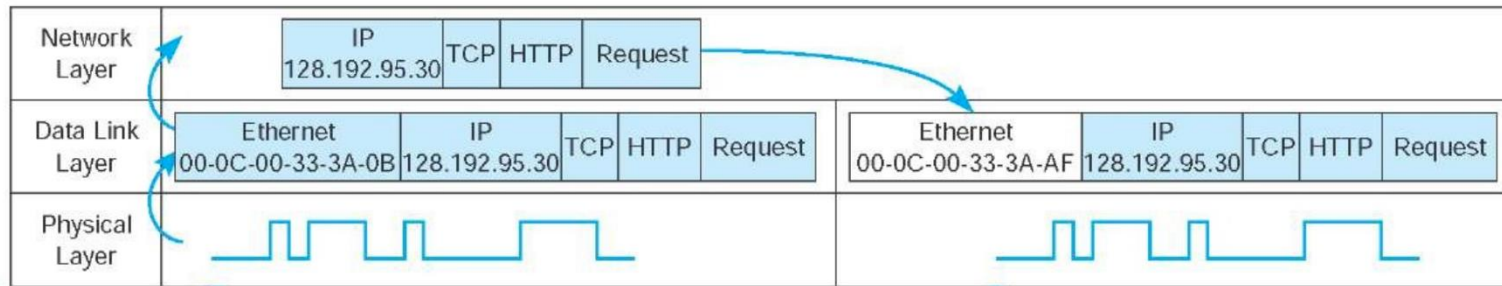 Network
Layer
IP
128.192.95.30
TCP
HTTP
Request
Data Link
Layer
Ethernet
00-0C-00-33-3A-0B
IP
128.192.95.30
TCP
HTTP
Request
Ethernet
00-0C-00-33-3A-AF
IP
128.192.95.30
TCP
HTTP
Request
Physical
Layer